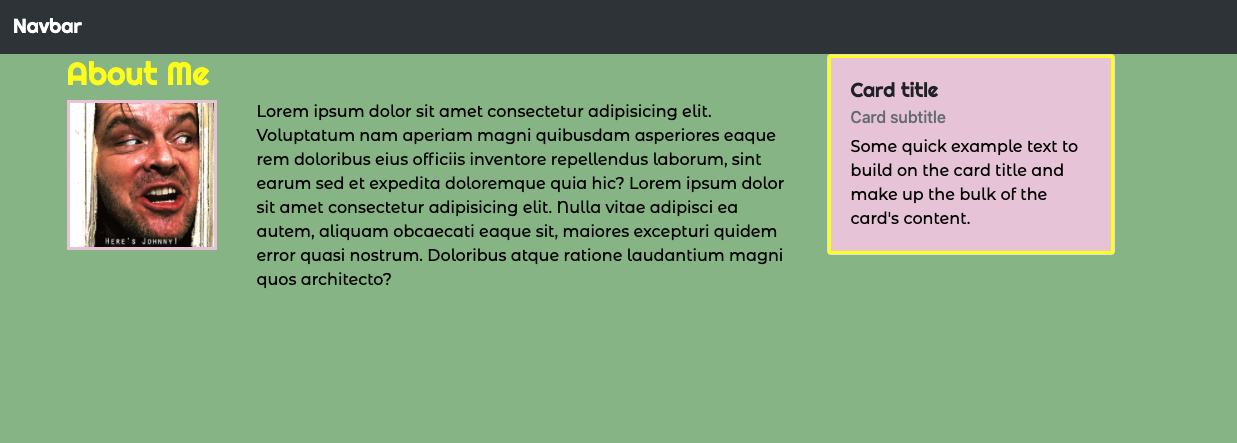 Navbar
About Me
HERE'S JOHNNY!
Lorem ipsum dolor sit amet consectetur adipisicing elit.
Voluptatum nam aperiam magni quibusdam asperiores eaque
rem doloribus eius officiis inventore repellendus laborum, sint
earum sed et expedita doloremque quia hic? Lorem ipsum dolor
sit amet consectetur adipisicing elit. Nulla vitae adipisci ea
autem, aliquam obcaecati eaque sit, maiores excepturi quidem
error quasi nostrum. Doloribus atque ratione laudantium magni
quos architecto?
Card title
Card subtitle
Some quick example text to
build on the card title and
make up the bulk of the
card's content.